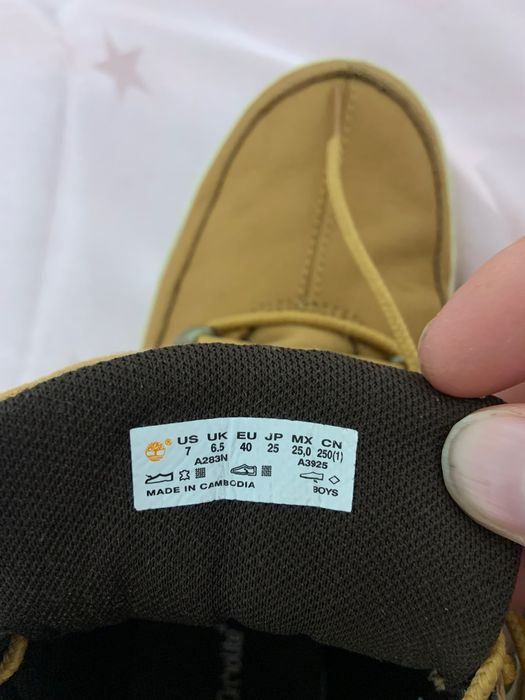 US UK EU JP MX CN
7 6.5 40 25 25,0 250(1)
A283N A3925
MADE IN CAMBODIA BOYS